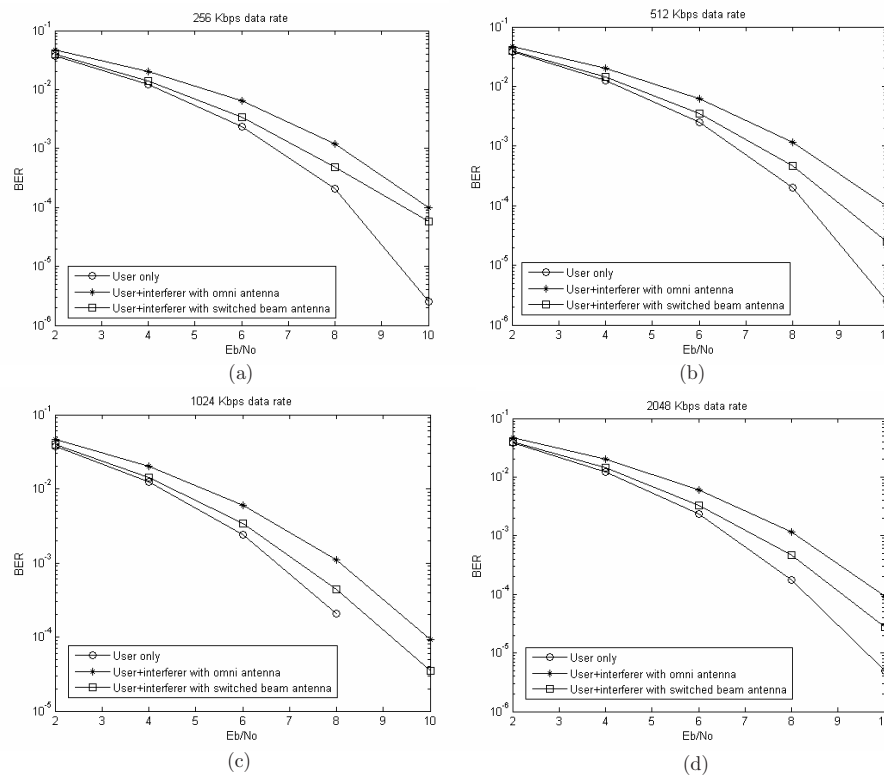 256 Kbps data rate
10^-1
10^-2
10^-3
10^-4
10^-5
10^-6
BER
User only
User+interferer with omni antenna
User+interferer with switched beam antenna
2 3 4 5 6 7 8 9 10
Eb/No
(a)
512 Kbps data rate
10^-1
10^-2
10^-3
10^-4
10^-5
10^-6
BER
User only
User+interferer with omni antenna
User+interferer with switched beam antenna
2 3 4 5 6 7 8 9 1
Eb/No
(b)
1024 Kbps data rate
10^-1
10^-2
10^-3
10^-4
10^-5
BER
User only
User+interferer with omni antenna
User+interferer with switched beam antenna
2 3 4 5 6 7 8 9 10
Eb/No
(c)
2048 Kbps data rate
10^-1
10^-2
10^-3
10^-4
10^-5
10^-6
BER
User only
User+interferer with omni antenna
User+interferer with switched beam antenna
2 3 4 5 6 7 8 9 1
Eb/No
(d)